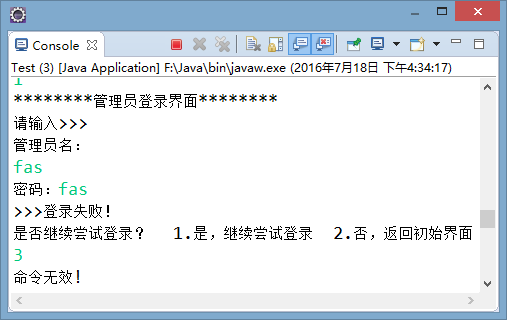 Console
Test (3) [Java Application] F:\Java\bin\javaw.exe (2016年7月18日 下午4:34:17)
1
********管理员登录界面********
请输入>>>
管理员名:
fas
密码:fas
>>>登录失败!
是否继续尝试登录? 1.是,继续尝试登录 2.否,返回初始界面
3
命令无效!